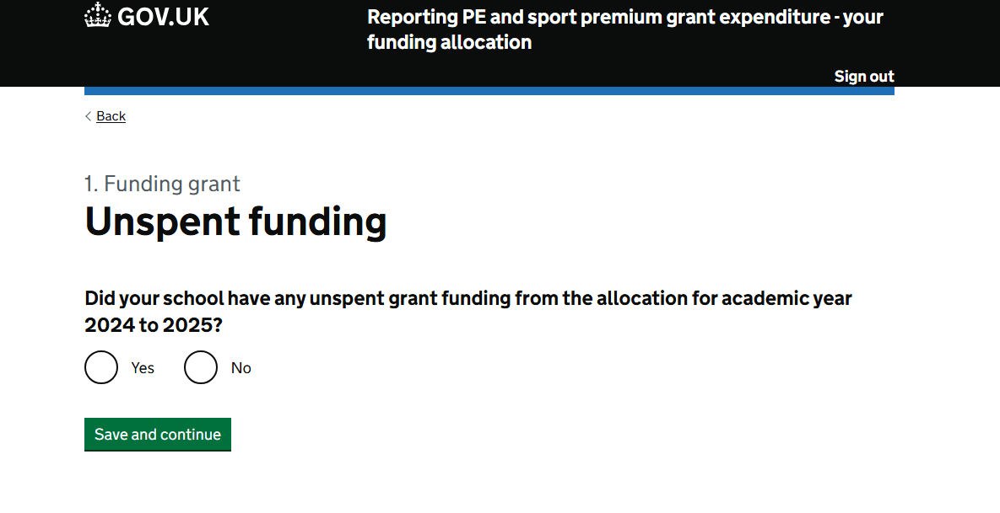 GOV.UK
Reporting PE and sport premium grant expenditure - your
funding allocation
Sign out
Back
1. Funding grant
Unspent funding
Did your school have any unspent grant funding from the allocation for academic year
2024 to 2025?
Yes No
Save and continue